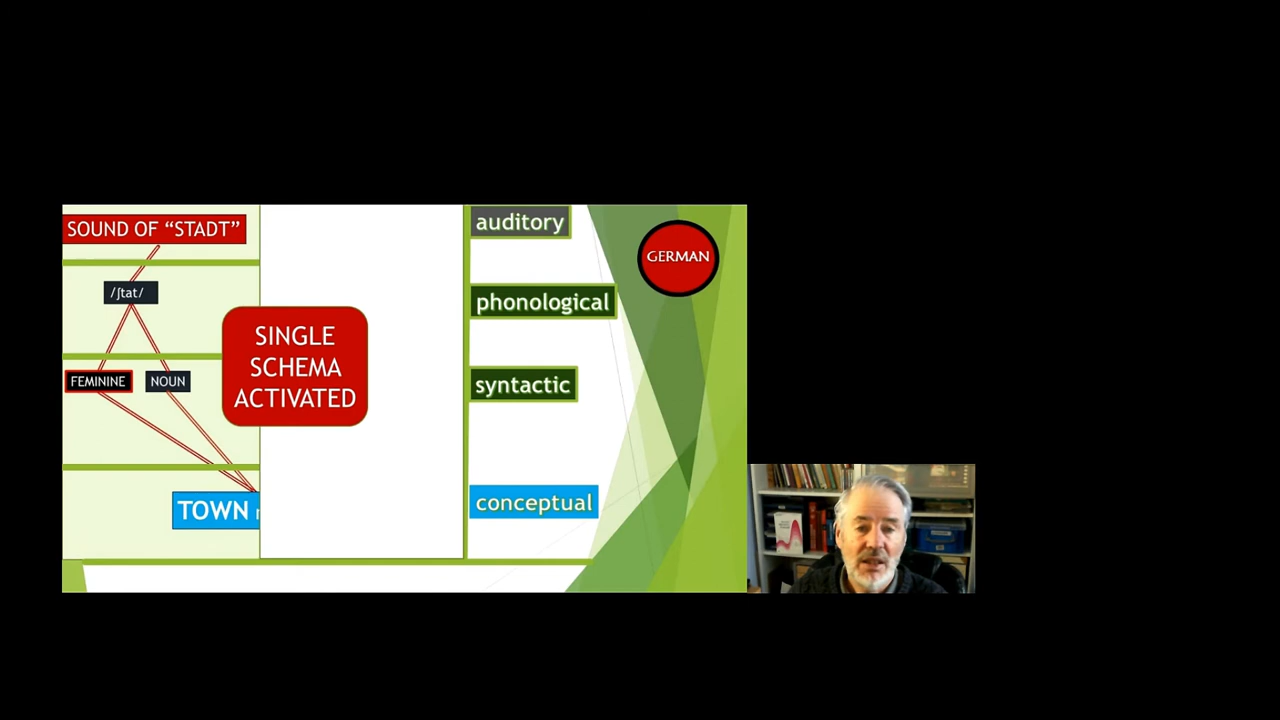 SOUND OF “STADT”
auditory
GERMAN
/ʃtat/
phonological
SINGLE
SCHEMA
ACTIVATED
FEMININE
NOUN
syntactic
TOWN
conceptual